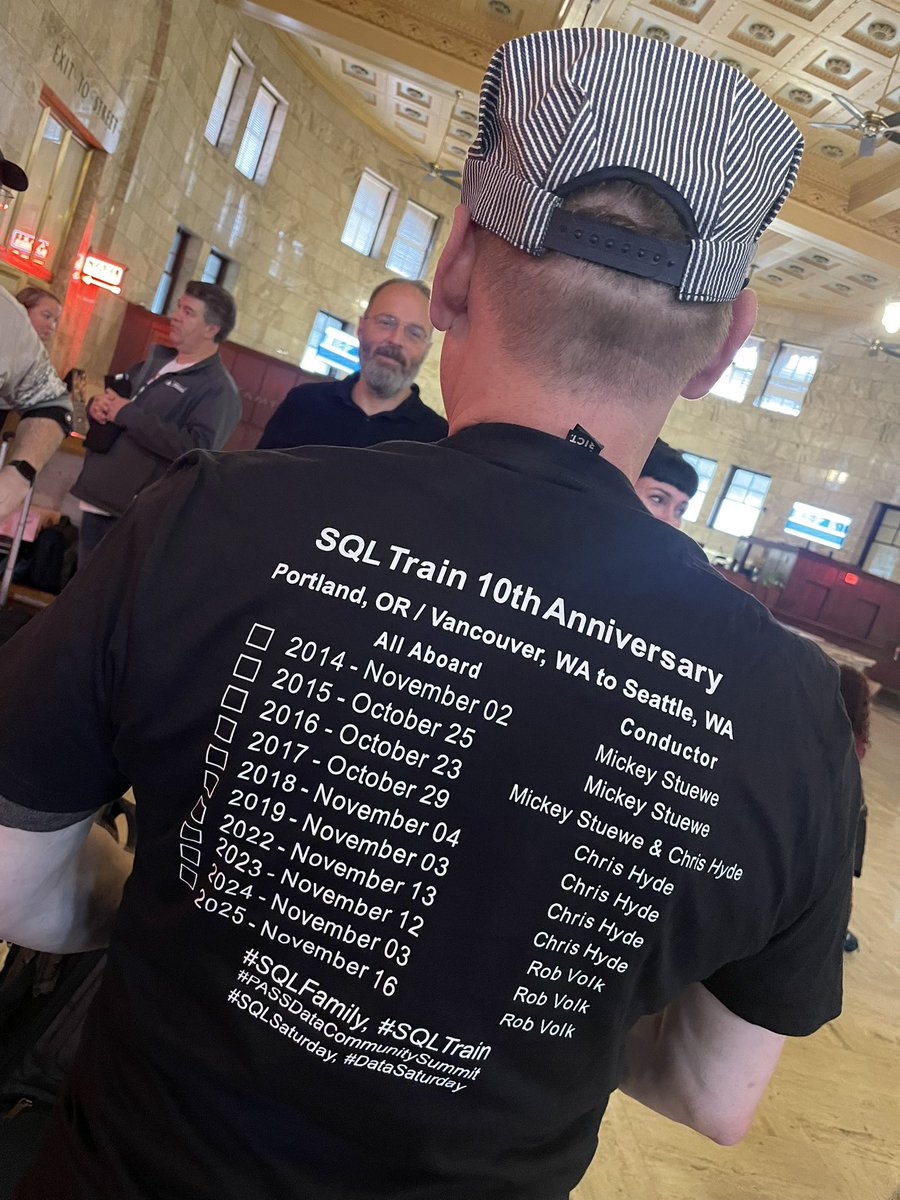 EXIT TO STREET
SQL Train 10th Anniversary
Portland, OR / Vancouver, WA to Seattle, WA
All Aboard Conductor
2014 - November 02 Mickey Stuewe
2015 - October 25 Mickey Stuewe
2016 - October 23 Mickey Stuewe & Chris Hyde
2017 - October 29 Chris Hyde
2018 - November 04 Chris Hyde
2019 - November 03 Chris Hyde
2022 - November 13 Chris Hyde
2023 - November 12 Rob Volk
2024 - November 03 Rob Volk
2025 - November 16 Rob Volk
#SQLFamily, #SQLTrain
#PASSDataCommunitySummit
#SQLSaturday, #DataSaturday